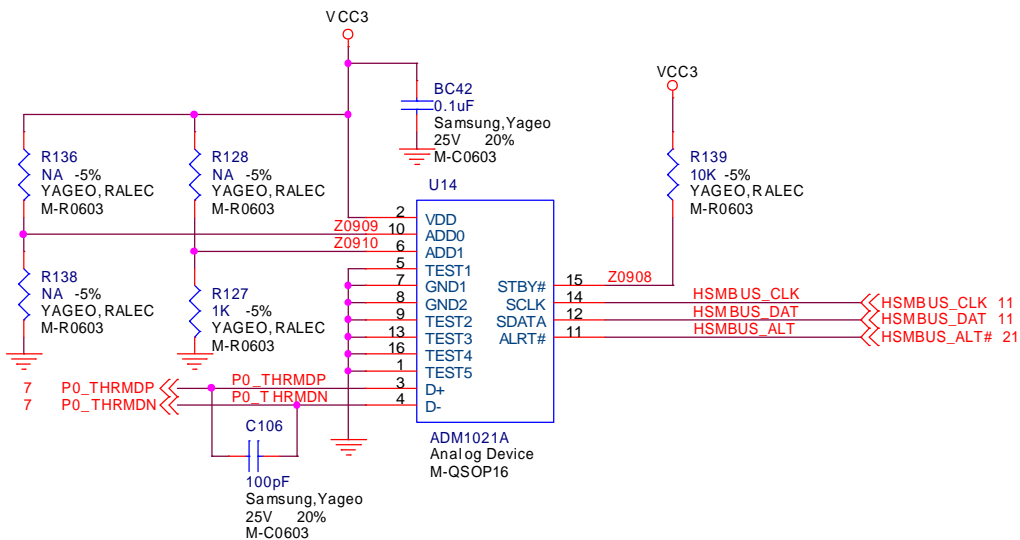 VCC3
VCC3
BC42
0.1uF
Samsung,Yageo
25V 20%
M-C0603
R136
NA -5%
YAGEO,RALEC
M-R0603
R128
NA -5%
YAGEO,RALEC
M-R0603
R139
10K -5%
YAGEO,RALEC
M-R0603
U14
Z0909
Z0910
2 VDD
10 ADD0
6 ADD1
5 TEST1
7 GND1
8 GND2
9 TEST2
13 TEST3
16 TEST4
1 TEST5
3 D+
4 D-
STBY# 15 Z0908
SCLK 14 HSMBUS_CLK HSMBUS_CLK 11
SDATA 12 HSMBUS_DAT HSMBUS_DAT 11
ALRT# 11 HSMBUS_ALT HSMBUS_ALT# 21
R138
NA -5%
YAGEO,RALEC
M-R0603
R127
1K -5%
YAGEO,RALEC
M-R0603
7 P0_THRMDP P0_THRMDP
7 P0_THRMDN P0_THRMDN
C106
100pF
Samsung,Yageo
25V 20%
M-C0603
ADM1021A
Analog Device
M-QSOP16